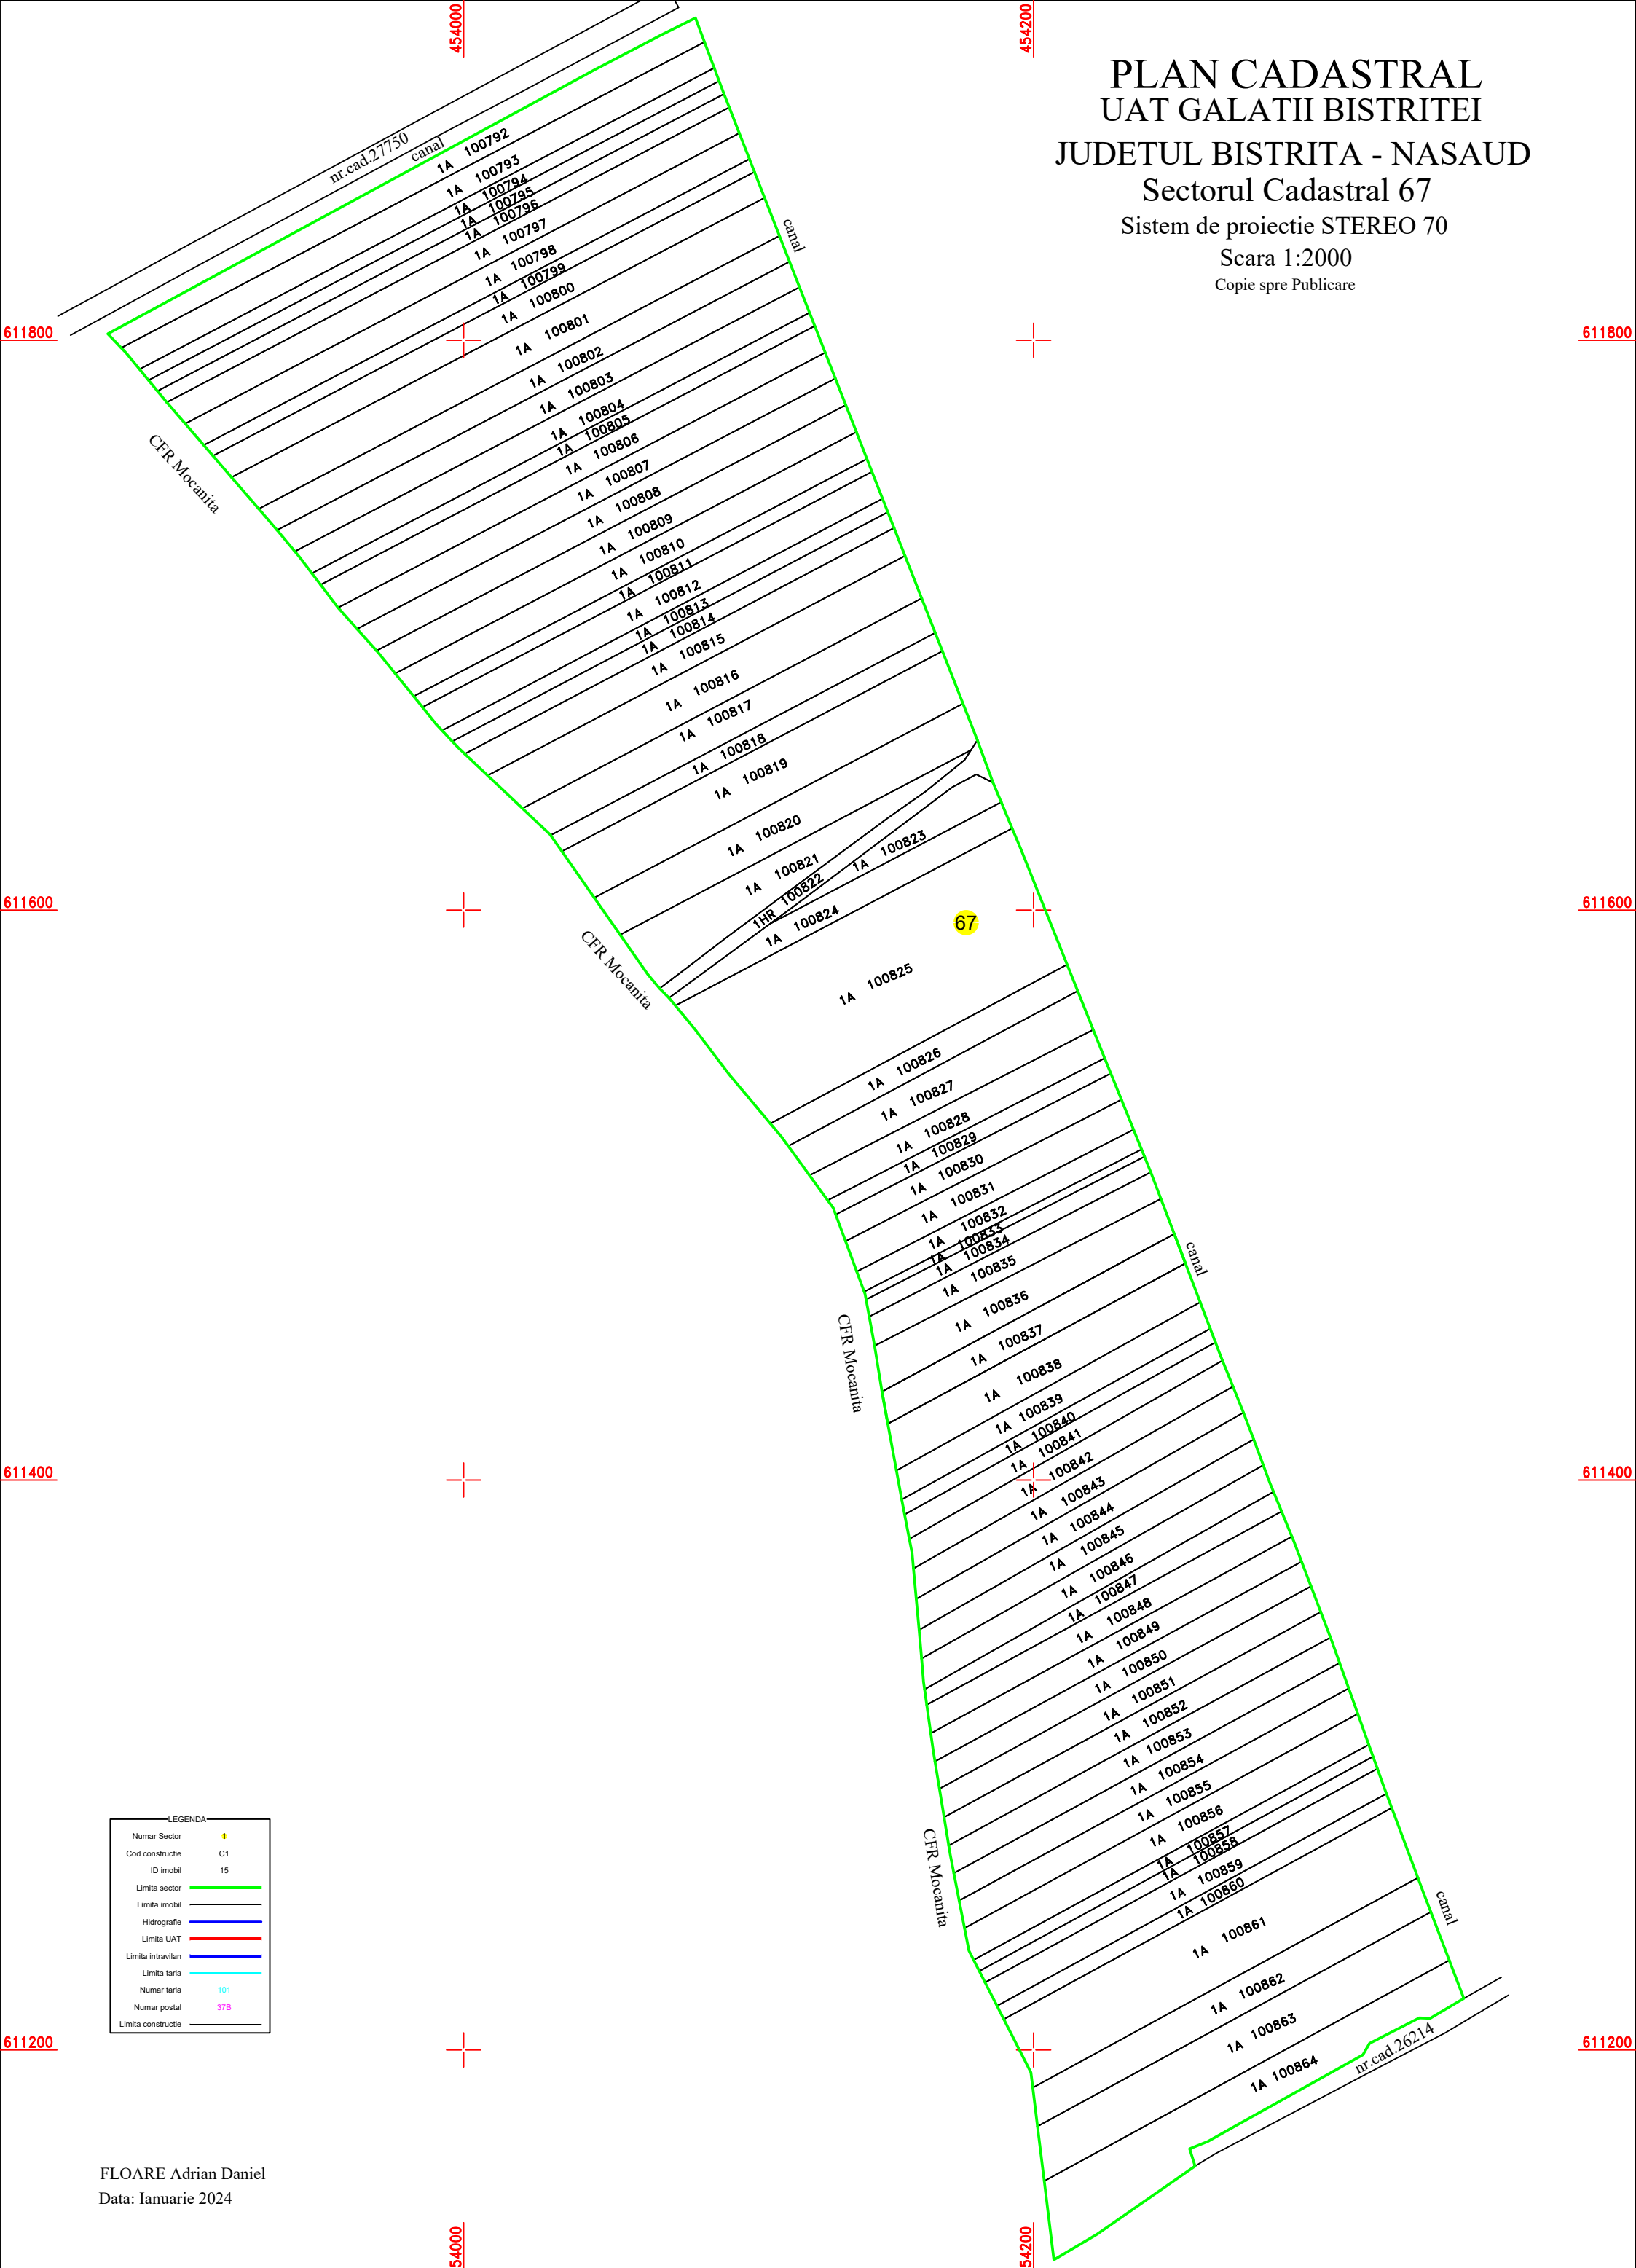 454000
454200
PLAN CADASTRAL
UAT GALATII BISTRITEI
JUDETUL BISTRITA - NASAUD
Sectorul Cadastral 67
Sistem de proiectie STEREO 70
Scara 1:2000
Copie spre Publicare
nr.cad.27750
canal
1A 100792
1A 100793
1A 100794
1A 100795
1A 100796
1A 100797
1A 100798
1A 100799
1A 100800
canal
611800
611800
1A 100801
1A 100802
1A 100803
1A 100804
1A 100805
1A 100806
CFR Mocanita
1A 100807
1A 100808
1A 100809
1A 100810
1A 100811
1A 100812
1A 100813
1A 100814
1A 100815
1A 100816
1A 100817
1A 100818
1A 100819
1A 100820
1A 100821
1HR 100822
1A 100823
1A 100824
611600
611600
67
CFR Mocanita
1A 100825
1A 100826
1A 100827
1A 100828
1A 100829
1A 100830
1A 100831
1A 100832
1A 100833
1A 100834
1A 100835
canal
1A 100836
1A 100837
CFR Mocanita
1A 100838
1A 100839
1A 100840
1A 100841
611400
611400
1A 100842
1A 100843
1A 100844
1A 100845
1A 100846
1A 100847
1A 100848
1A 100849
1A 100850
1A 100851
1A 100852
1A 100853
1A 100854
1A 100855
1A 100856
1A 100857
1A 100858
1A 100859
1A 100860
CFR Mocanita
canal
1A 100861
1A 100862
1A 100863
1A 100864
nr.cad.26214
LEGENDA
Numar Sector 1
Cod constructie C1
ID imobil 15
Limita sector
Limita imobil
Hidrografie
Limita UAT
Limita intravilan
Limita tarla
Numar tarla 101
Numar postal 37B
Limita constructie
611200
611200
FLOARE Adrian Daniel
Data: Ianuarie 2024
54000
54200